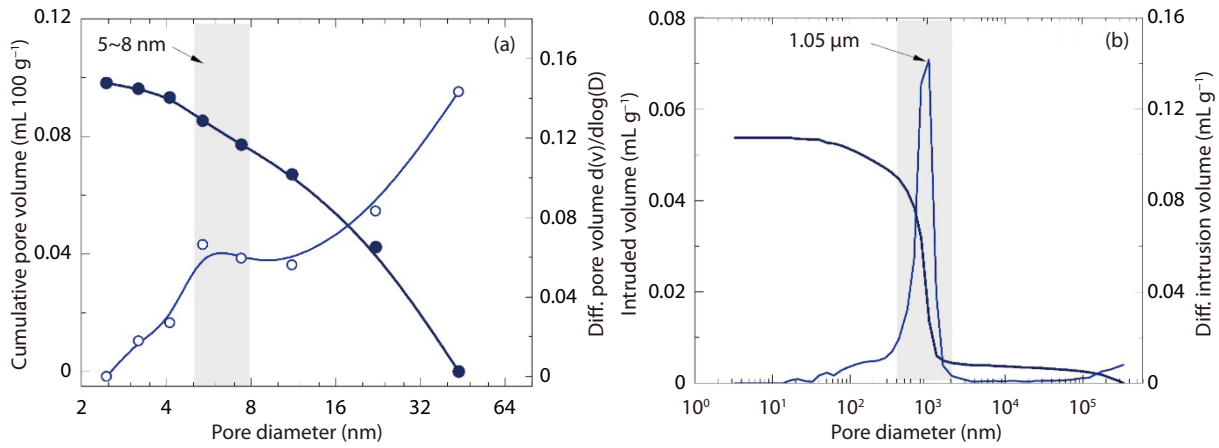 0.12
0.08
0.04
0
Cumulative pore volume (mL 100 g⁻¹)
5~8 nm
(a)
0.16
0.12
0.08
0.04
0.00
Diff. pore volume d(v)/dlog(D)
2 4 8 16 32 64
Pore diameter (nm)
0.08
0.06
0.04
0.02
0
Intruded volume (mL g⁻¹)
1.05 μm
(b)
0.16
0.12
0.08
0.04
0.00
Diff. intrusion volume (mL g⁻¹)
10⁰ 10¹ 10² 10³ 10⁴ 10⁵
Pore diameter (nm)